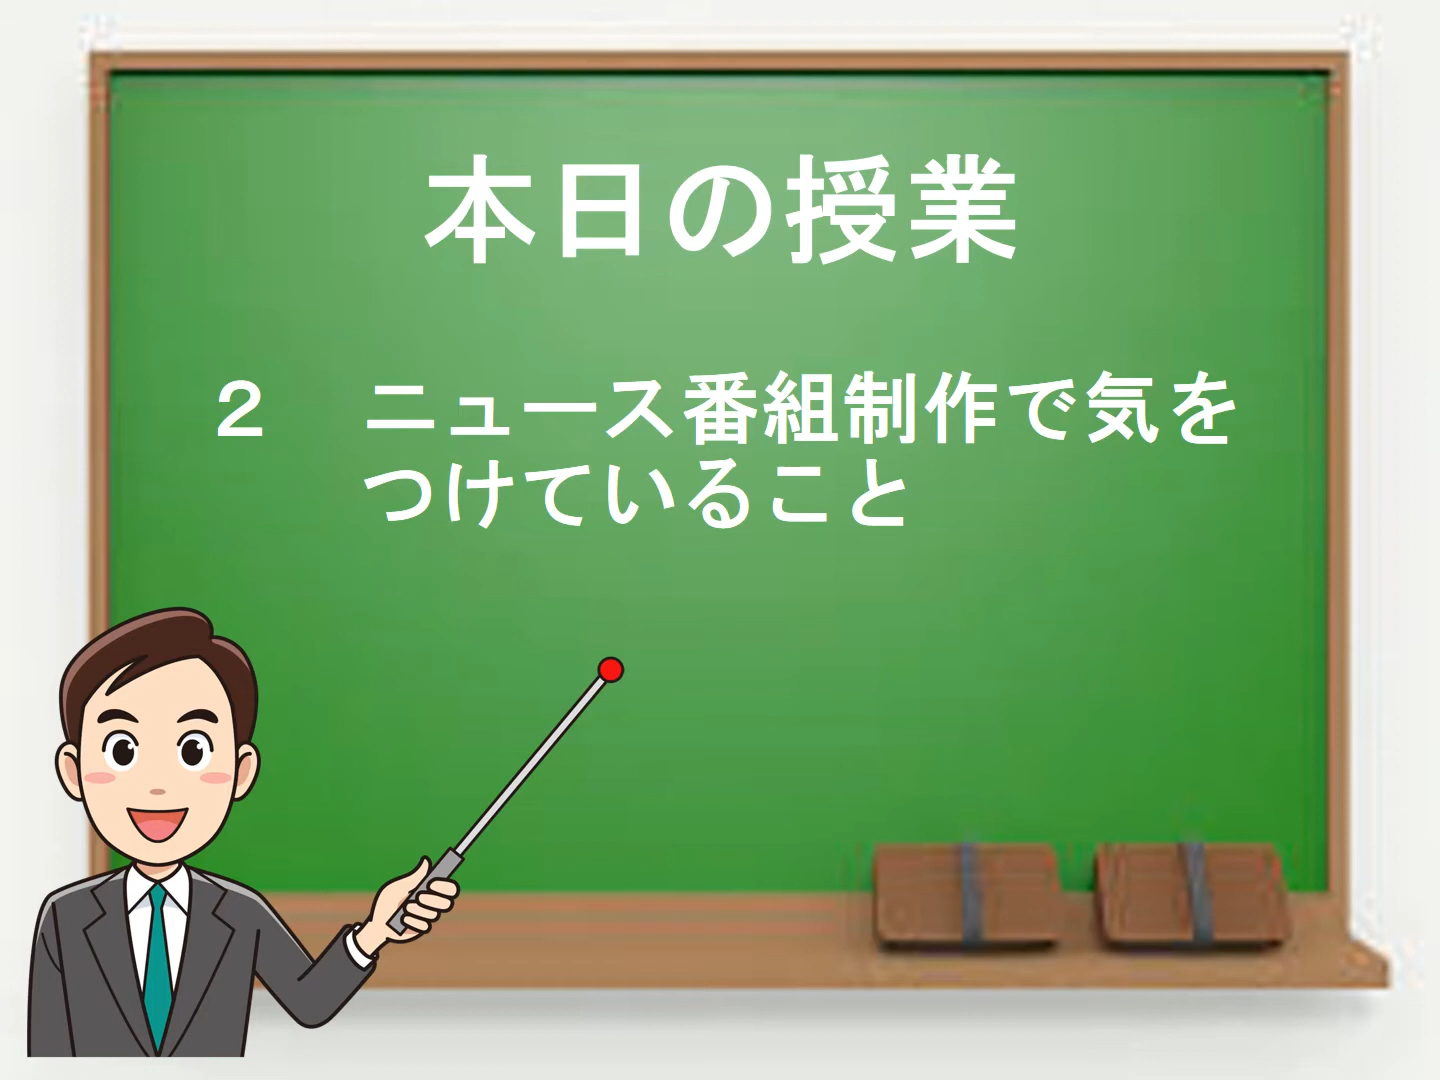 本日の授業
２　ニュース番組制作で気を
つけていること